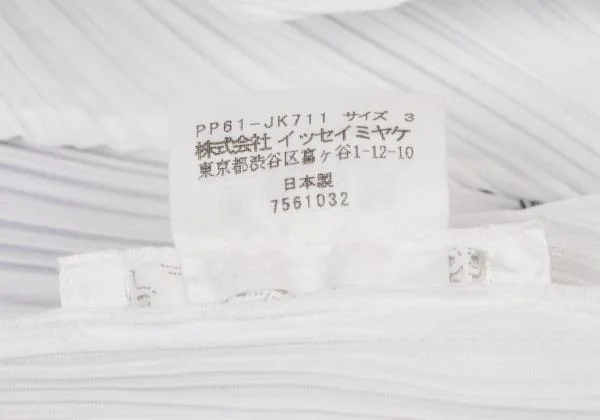 PP61-JK711 サイズ 3
株式会社 イッセイミヤケ
東京都渋谷区富ヶ谷1-12-10
日本製
7561032